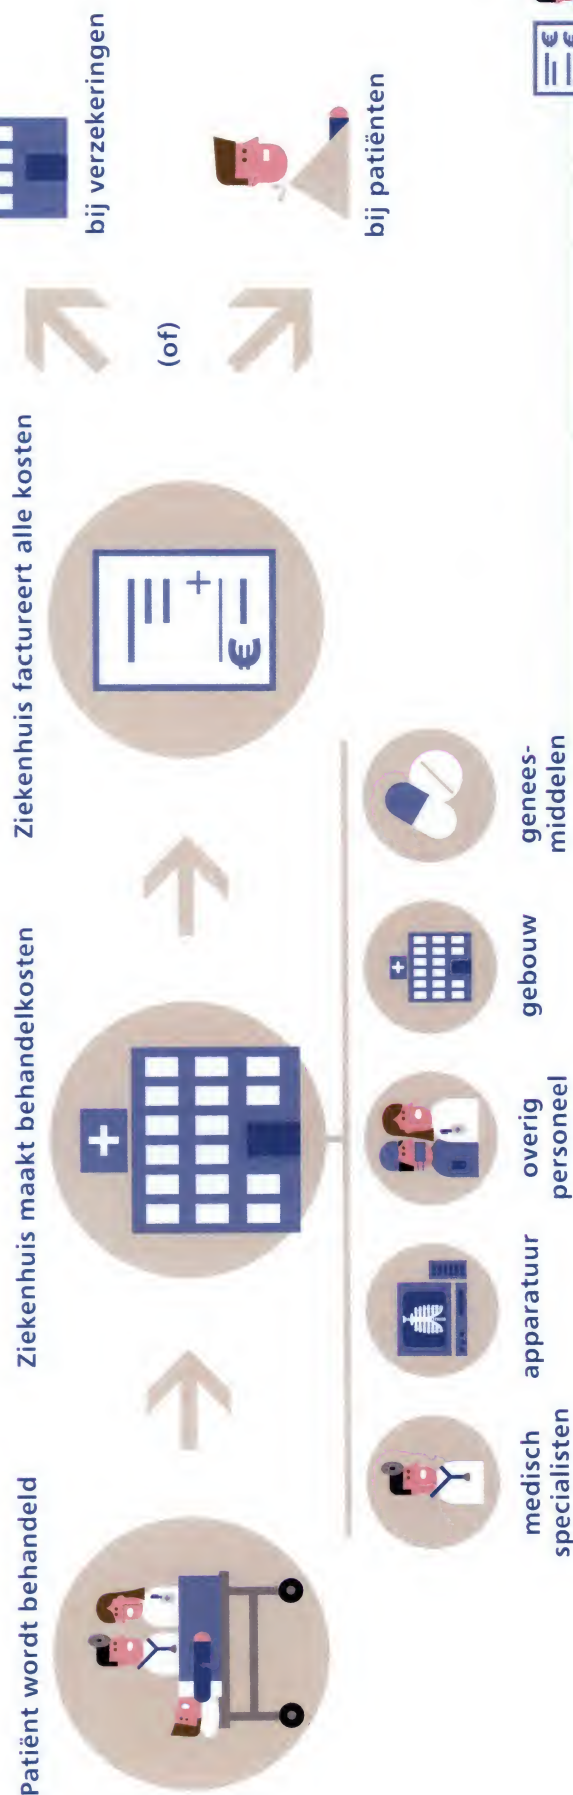 Patiënt wordt behandeld
Ziekenhuis maakt behandelkosten
Ziekenhuis factureert alle kosten
bij verzekeringen
(of)
bij patiënten
medisch
specialisten
apparatuur
overig
personeel
gebouw
genees-
middelen